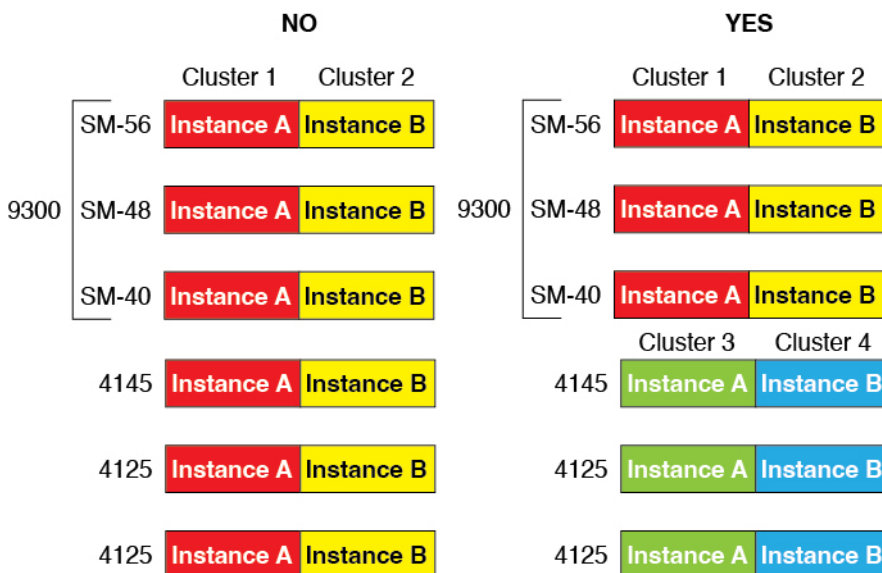 NO YES
Cluster 1 Cluster 2 Cluster 1 Cluster 2
SM-56 Instance A Instance B SM-56 Instance A Instance B
9300 SM-48 Instance A Instance B 9300 SM-48 Instance A Instance B
SM-40 Instance A Instance B SM-40 Instance A Instance B
Cluster 3 Cluster 4
4145 Instance A Instance B 4145 Instance A Instance B
4125 Instance A Instance B 4125 Instance A Instance B
4125 Instance A Instance B 4125 Instance A Instance B